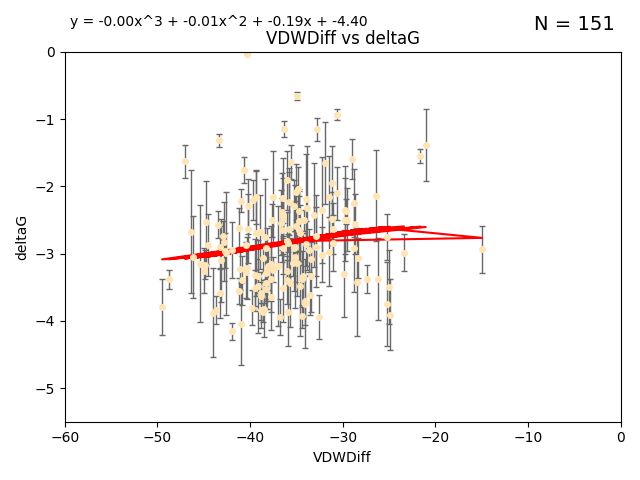 y = -0.00x^3 + -0.01x^2 + -0.19x + -4.40
N = 151
VDWDiff vs deltaG
0
−1
−2
−3
−4
−5
deltaG
−60
−50
−40
−30
−20
−10
0
VDWDiff